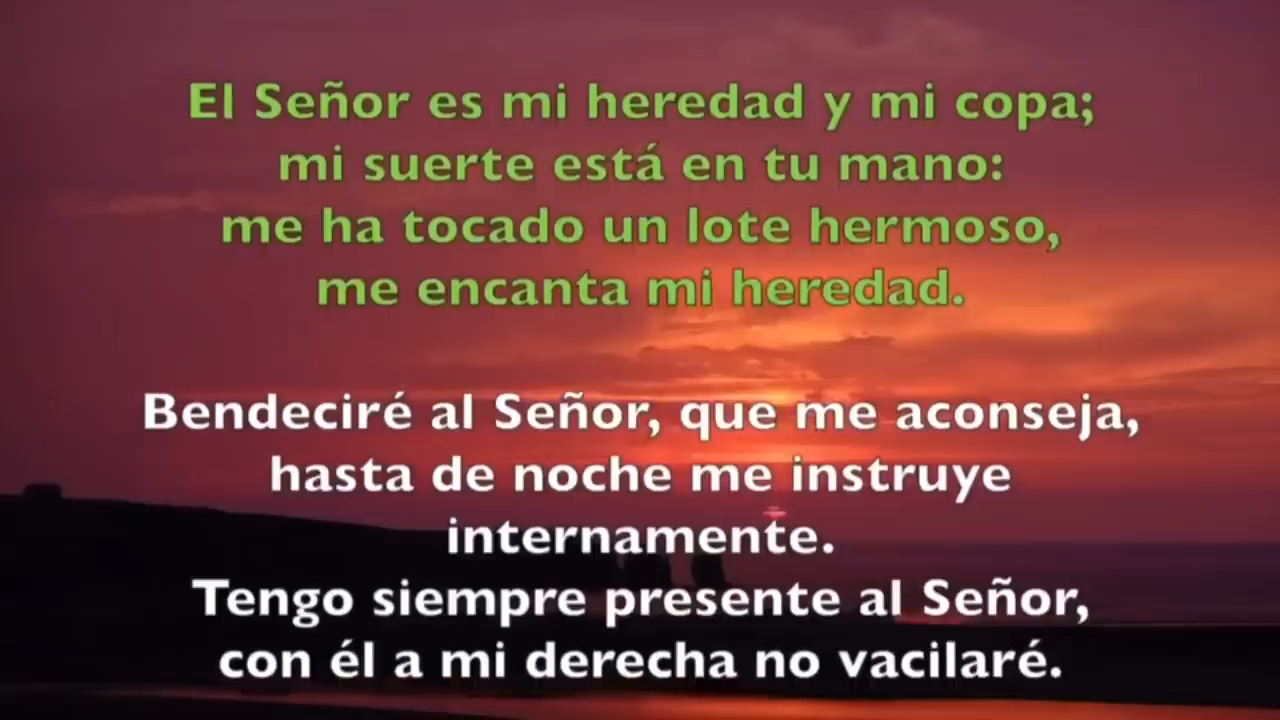 El Señor es mi heredad y mi copa;
mi suerte está en tu mano:
me ha tocado un lote hermoso,
me encanta mi heredad.
Bendeciré al Señor, que me aconseja,
hasta de noche me instruye
internamente.
Tengo siempre presente al Señor,
con él a mi derecha no vacilaré.